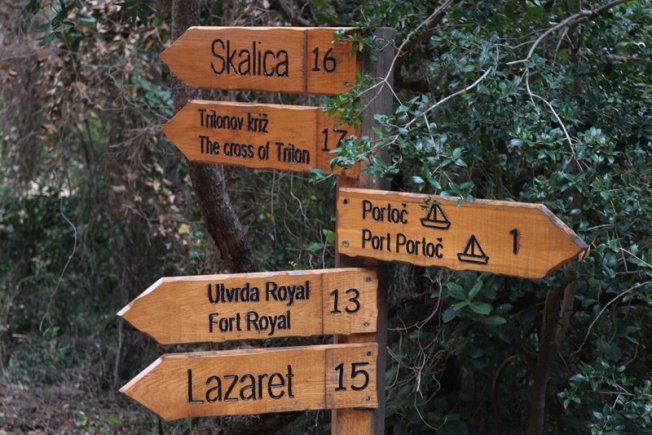 Skalica 16
Trilonov križ
The cross of Trilon 17
Portoč
Port Portoč 1
Utvrda Royal
Fort Royal 13
Lazaret 15